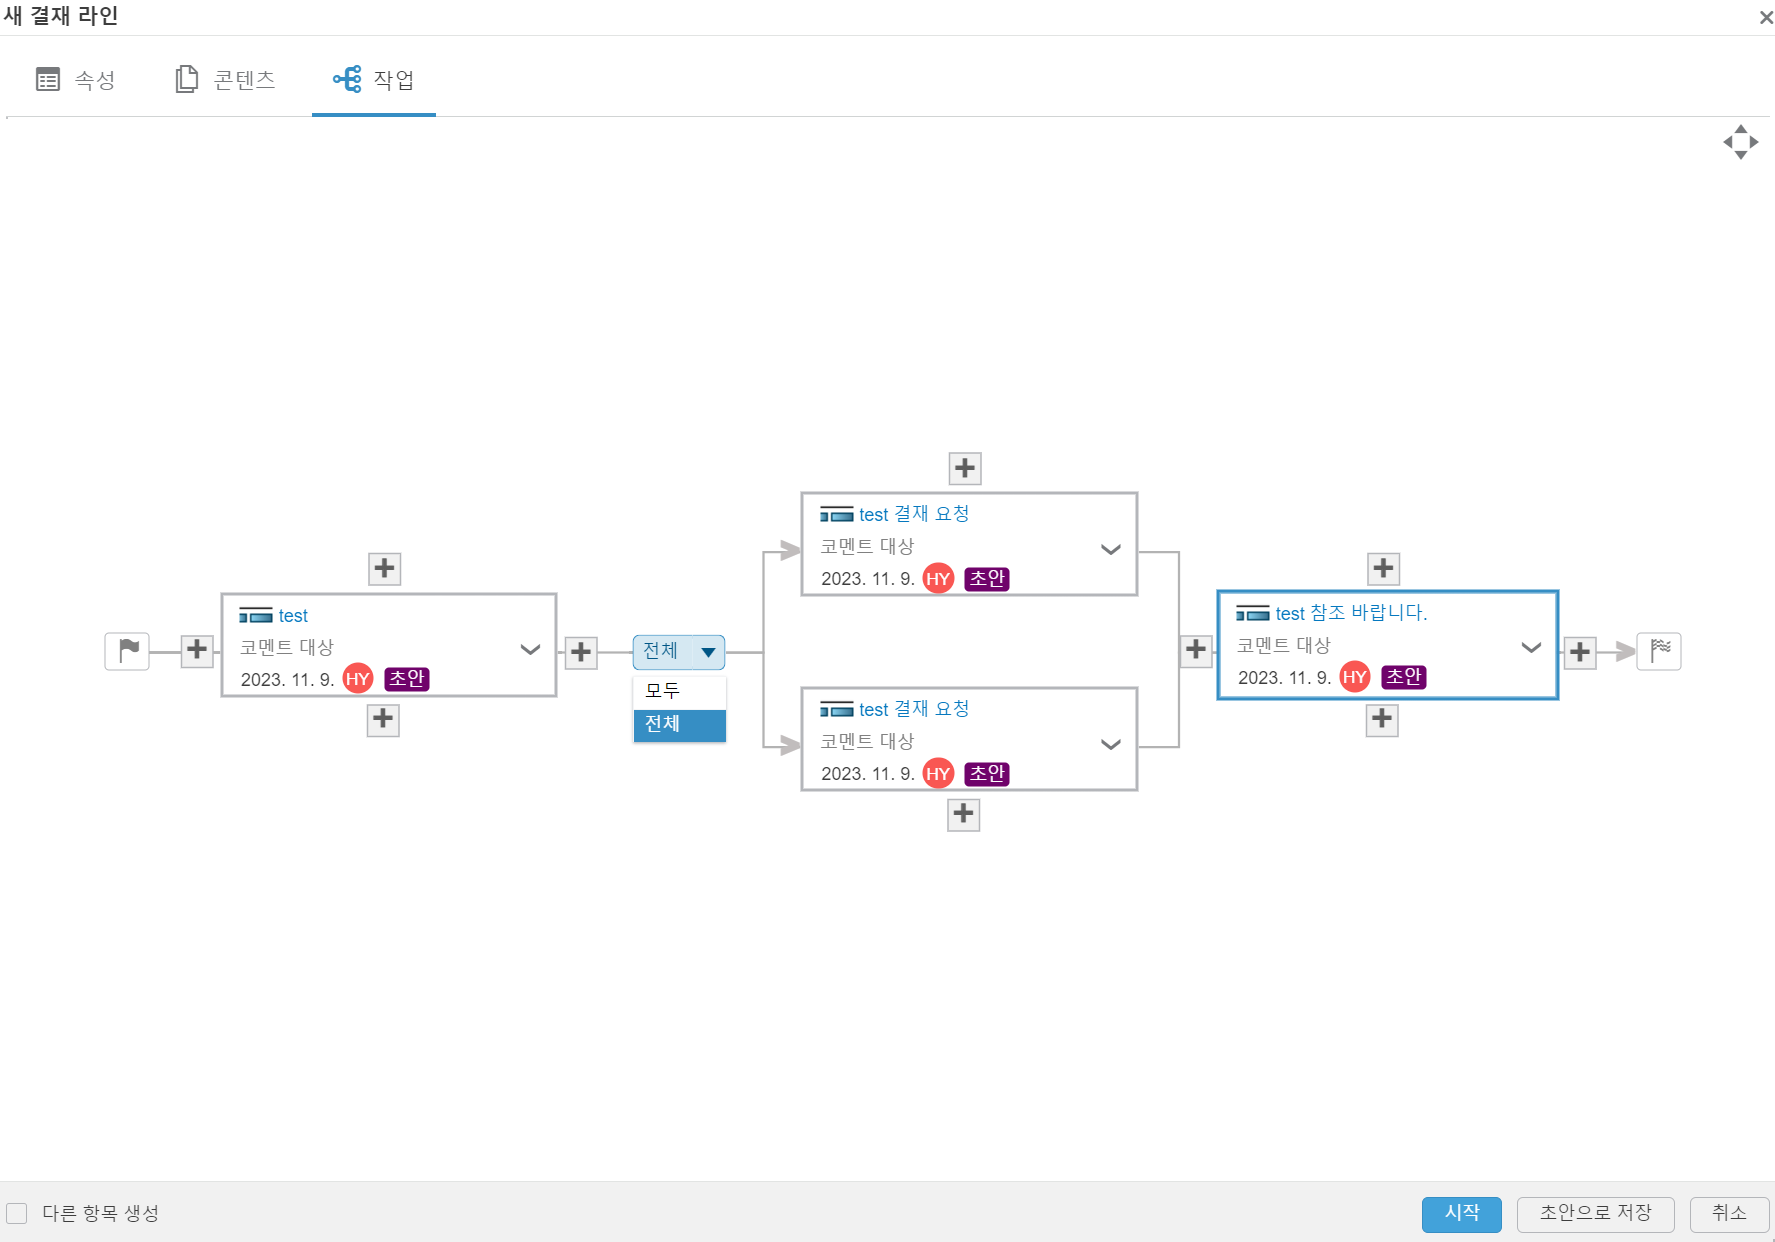 새 결재 라인
속성
콘텐츠
작업
test
코멘트 대상
2023. 11. 9. HY 초안
전체
모두
전체
test 결재 요청
코멘트 대상
2023. 11. 9. HY 초안
test 결재 요청
코멘트 대상
2023. 11. 9. HY 초안
test 참조 바랍니다.
코멘트 대상
2023. 11. 9. HY 초안
다른 항목 생성
시작
초안으로 저장
취소